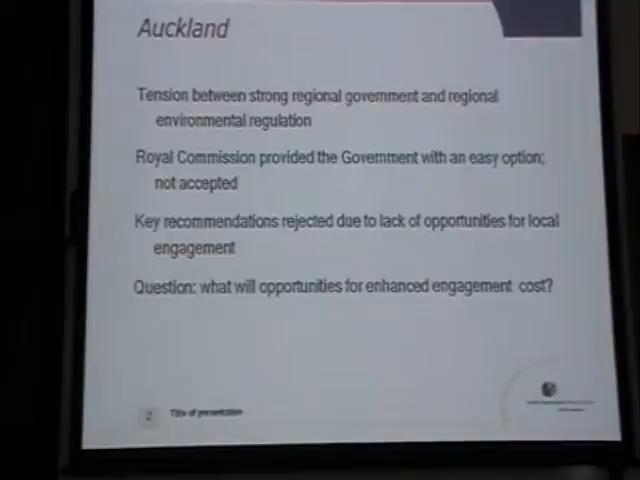 Auckland
Tension between strong regional government and regional
environmental regulation
Royal Commission provided the Government with an easy option;
not accepted
Key recommendations rejected due to lack of opportunities for local
engagement
Question: what will opportunities for enhanced engagement cost?
2 Title of presentation